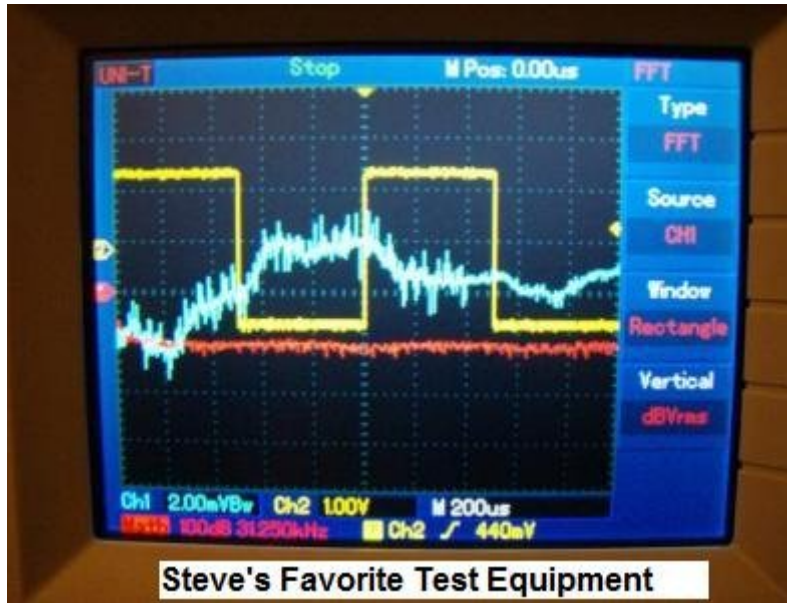 UNI-T Stop M Pos: 0.00us FFT
Type
FFT
Source
CH1
Window
Rectangle
Vertical
dBVrms
Ch1 2.00mVBw Ch2 1.00V M 200us
Math 100dB 31.250kHz Ch2 440mV
Steve's Favorite Test Equipment